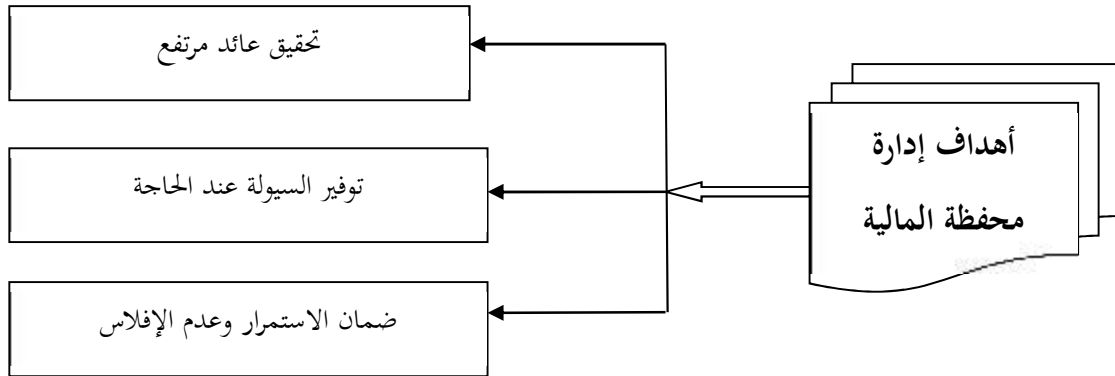 أهداف إدارة
محفظة المالية
تحقيق عائد مرتفع
توفير السيولة عند الحاجة
ضمان الاستمرار وعدم الإفلاس